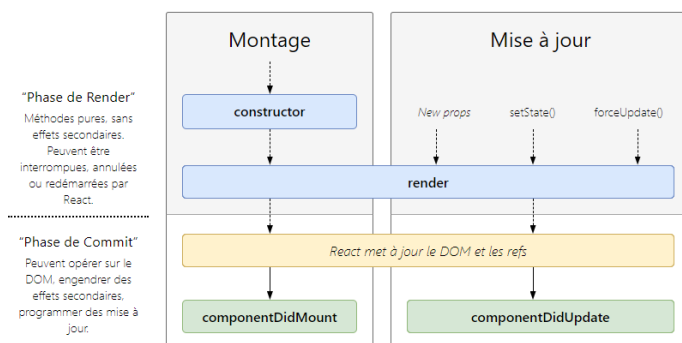 Montage
Mise à jour
“Phase de Render”
Méthodes pures, sans
effets secondaires.
Peuvent être
interrompues, annulées
ou redémarrées par
React.
constructor
New props
setState()
forceUpdate()
render
“Phase de Commit”
Peuvent opérer sur le
DOM, engendrer des
effets secondaires,
programmer des mise à
jour.
React met à jour le DOM et les refs
componentDidMount
componentDidUpdate